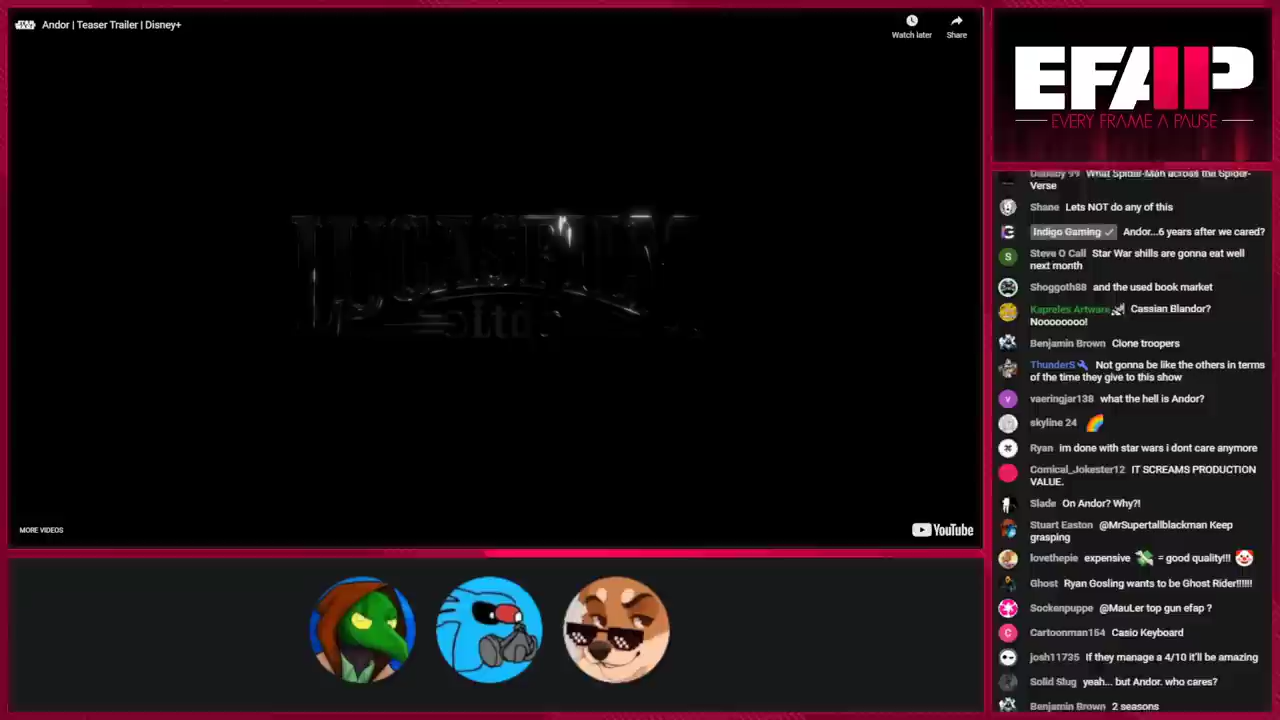 Andor | Teaser Trailer | Disney+
Watch later
Share
LUCASFILM
Ltd
MORE VIDEOS
YouTube
EFAP
EVERY FRAME A PAUSE
What Spider-Man across the Spider-
Verse
Shane Lets NOT do any of this
Indigo Gaming Andor...6 years after we cared?
Steve O Call Star War shills are gonna eat well
next month
Shoggoth88 and the used book market
Kapreles Artwork Cassian Blandor?
Noooooooo!
Benjamin Brown Clone troopers
ThunderS Not gonna be like the others in terms
of the time they give to this show
vaeringjar138 what the hell is Andor?
skyline 24
Ryan im done with star wars i dont care anymore
Comical_Jokester12 IT SCREAMS PRODUCTION
VALUE.
Slade On Andor? Why?!
Stuart Easton @MrSupertallblackman Keep
grasping
lovethepie expensive = good quality!!!
Ghost Ryan Gosling wants to be Ghost Rider!!!!!!
Sockenpuppe @MauLer top gun efap ?
Cartoonman154 Casio Keyboard
josh11735 If they manage a 4/10 it'll be amazing
Solid Slug yeah... but Andor. who cares?
Benjamin Brown 2 seasons